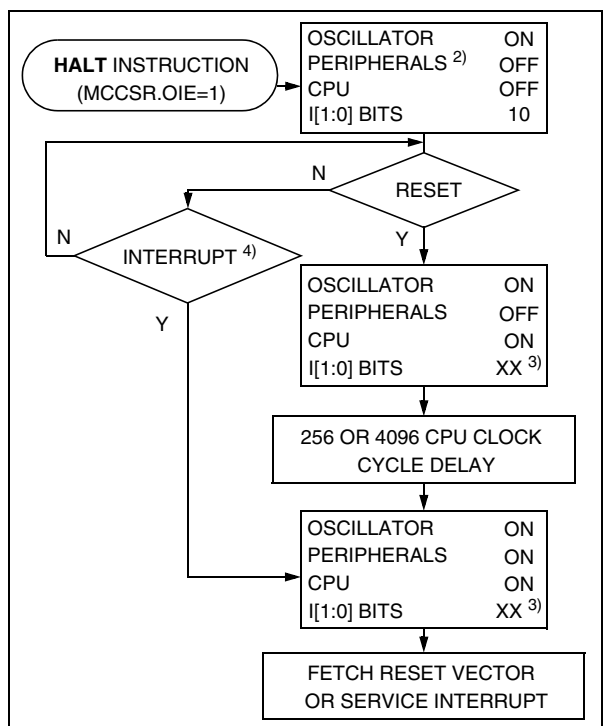 HALT INSTRUCTION
(MCCSR.OIE=1)
OSCILLATOR ON
PERIPHERALS 2) OFF
CPU OFF
I[1:0] BITS 10
N
RESET
N
INTERRUPT 4)
Y
Y
OSCILLATOR ON
PERIPHERALS OFF
CPU ON
I[1:0] BITS XX 3)
256 OR 4096 CPU CLOCK
CYCLE DELAY
OSCILLATOR ON
PERIPHERALS ON
CPU ON
I[1:0] BITS XX 3)
FETCH RESET VECTOR
OR SERVICE INTERRUPT